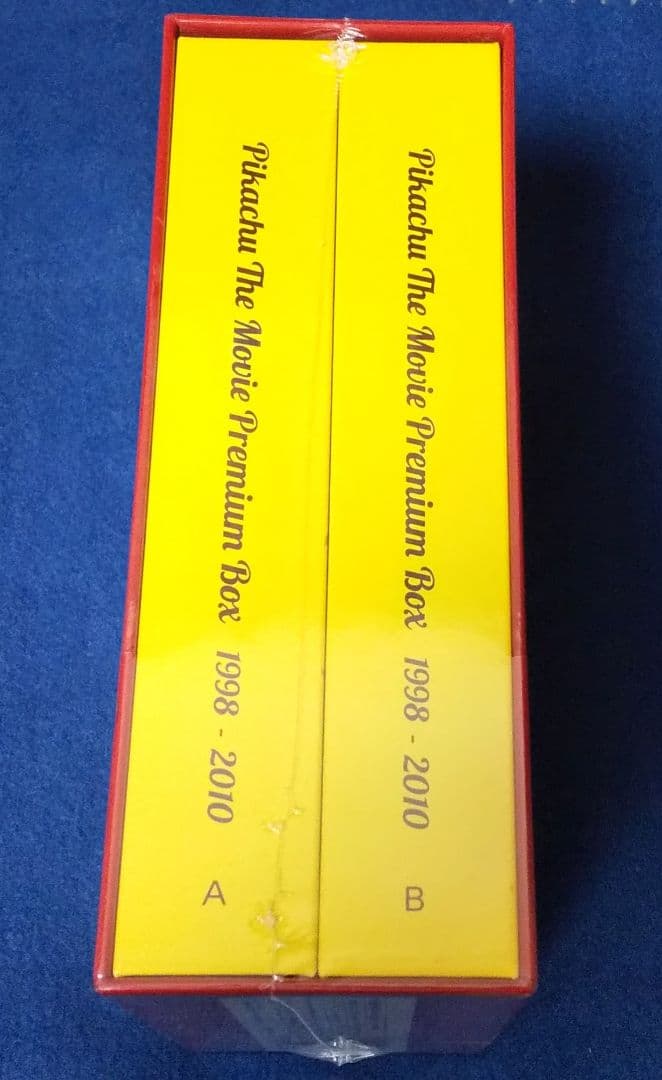 Pikachu The Movie Premium Box 1998 - 2010
A
Pikachu The Movie Premium Box 1998 - 2010
B